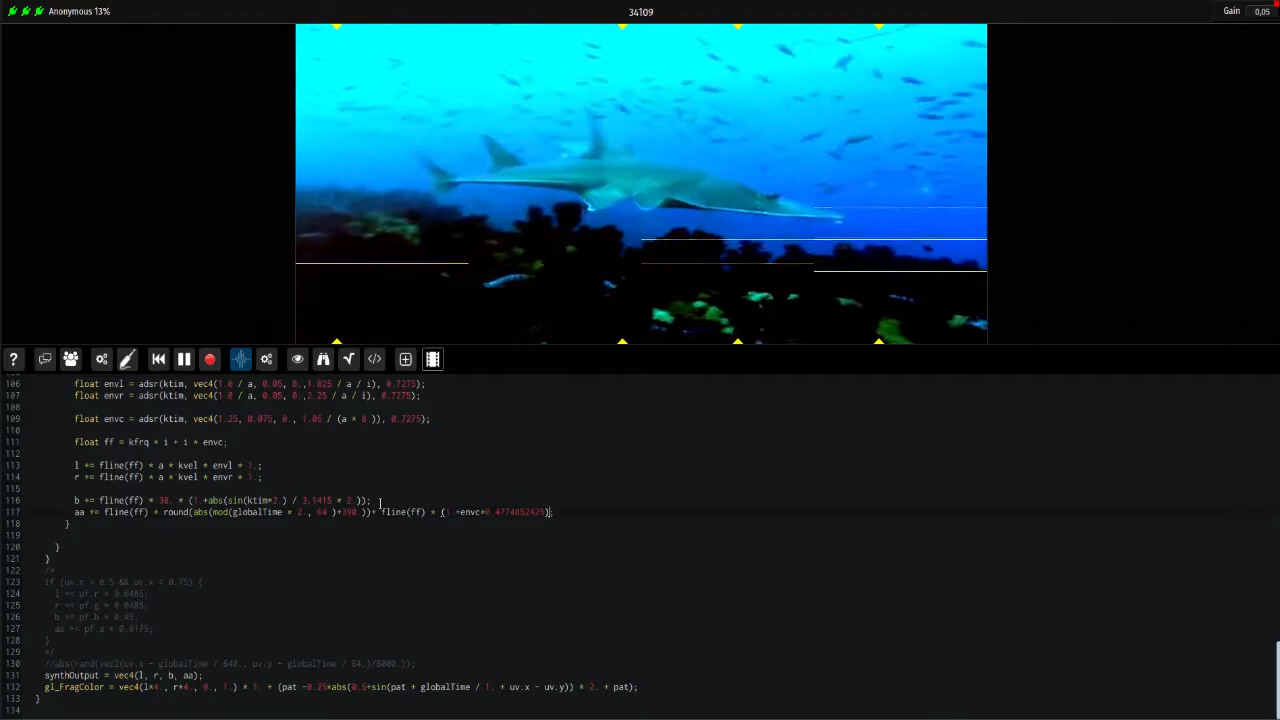 Anonymous 13%
34109
Gain 0,05
106 float envl = adsr(ktim, vec4(1.0 / a, 0.05, 0.,1.025 / a / i), 0.7275);
107 float envr = adsr(ktim, vec4(1.0 / a, 0.05, 0.,2.25 / a / i), 0.7275);
108
109 float envc = adsr(ktim, vec4(1.25, 0.075, 0., 1.05 / (a * 8.)), 0.7275);
110
111 float ff = kfrq * i + i * envc;
112
113 l += fline(ff) * a * kvel * envl * 1.;
114 r += fline(ff) * a * kvel * envr * 1.;
115
116 b += fline(ff) * 38. * (1.+abs(sin(ktim*2.) / 3.1415 * 2.));
117 aa += fline(ff) * round(abs(mod(globalTime * 2., 64.)+390.))+ fline(ff) * (1.+envc*0.4774852425);
118 }
119
120 }
121 }
122 /*
123 if (uv.x > 0.5 && uv.x < 0.75) {
124 l += pf.r * 0.0485;
125 r += pf.g * 0.0485;
126 b += pf.b * 0.45;
127 aa += pf.a * 0.0175;
128 }
129 */
130 //abs(rand(vec2(uv.x - globalTime / 640., uv.y + globalTime / 64.)/8000.));
131 synthOutput = vec4(l, r, b, aa);
132 gl_FragColor = vec4(l*4., r*4., 0., 1.) * 1. + (pat -0.25*abs(0.5+sin(pat + globalTime / 1. + uv.x - uv.y)) * 2. + pat);
133 }
134